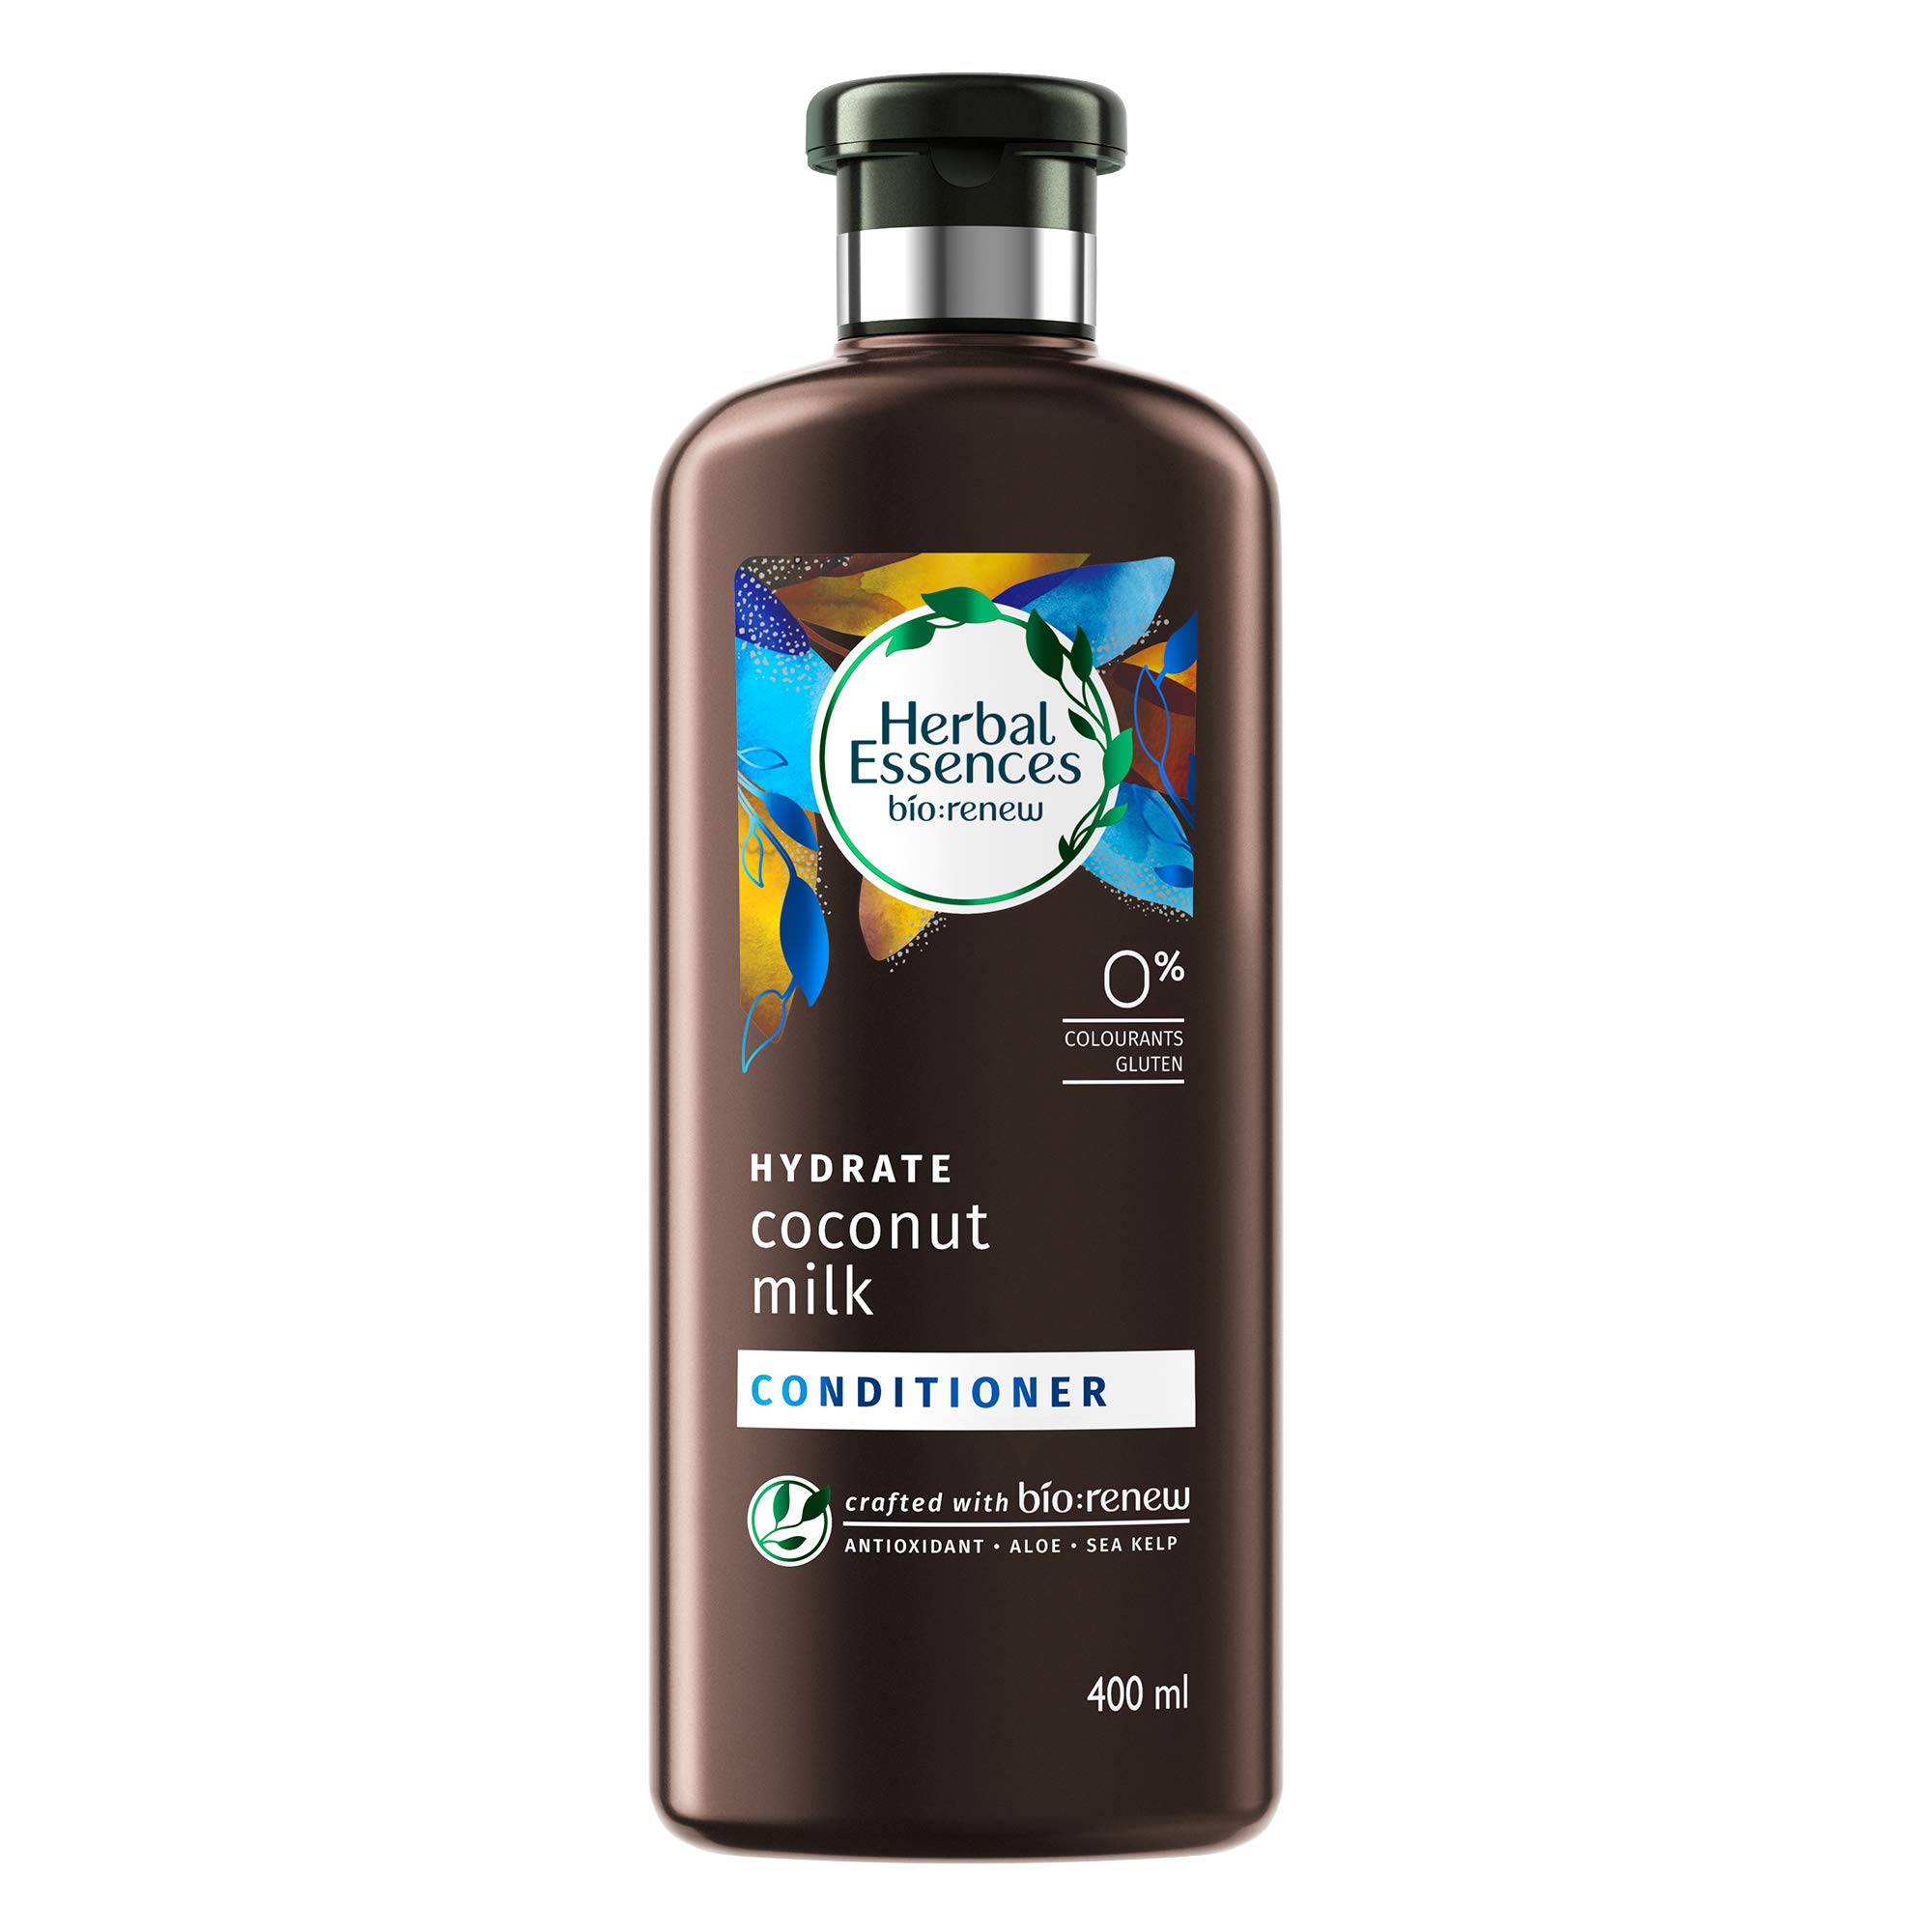 Herbal
Essences
bío:renew
0%
COLOURANTS
GLUTEN
HYDRATE
coconut
milk
CONDITIONER
crafted with bío:renew
ANTIOXIDANT • ALOE • SEA KELP
400 ml